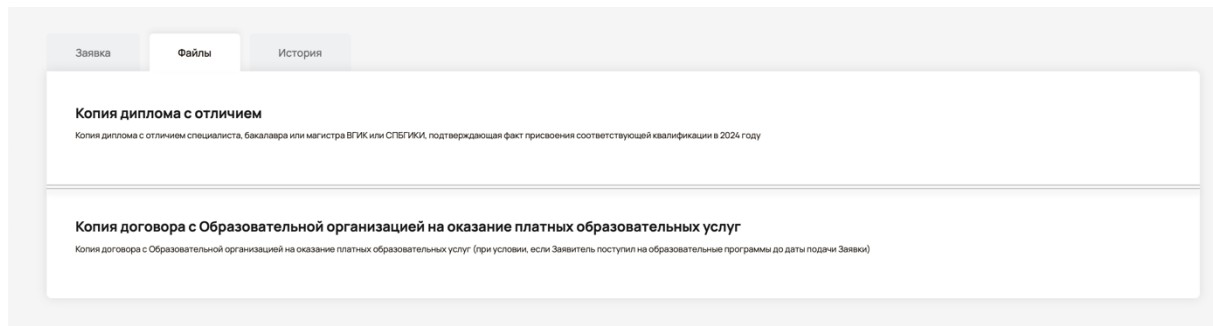 Заявка Файлы История
Копия диплома с отличием
Копия диплома с отличием специалиста, бакалавра или магистра ВГИК или СПБГИКИ, подтверждающая факт присвоения соответствующей квалификации в 2024 году
Копия договора с Образовательной организацией на оказание платных образовательных услуг
Копия договора с Образовательной организацией на оказание платных образовательных услуг (при условии, если Заявитель поступил на образовательные программы до даты подачи Заявки)